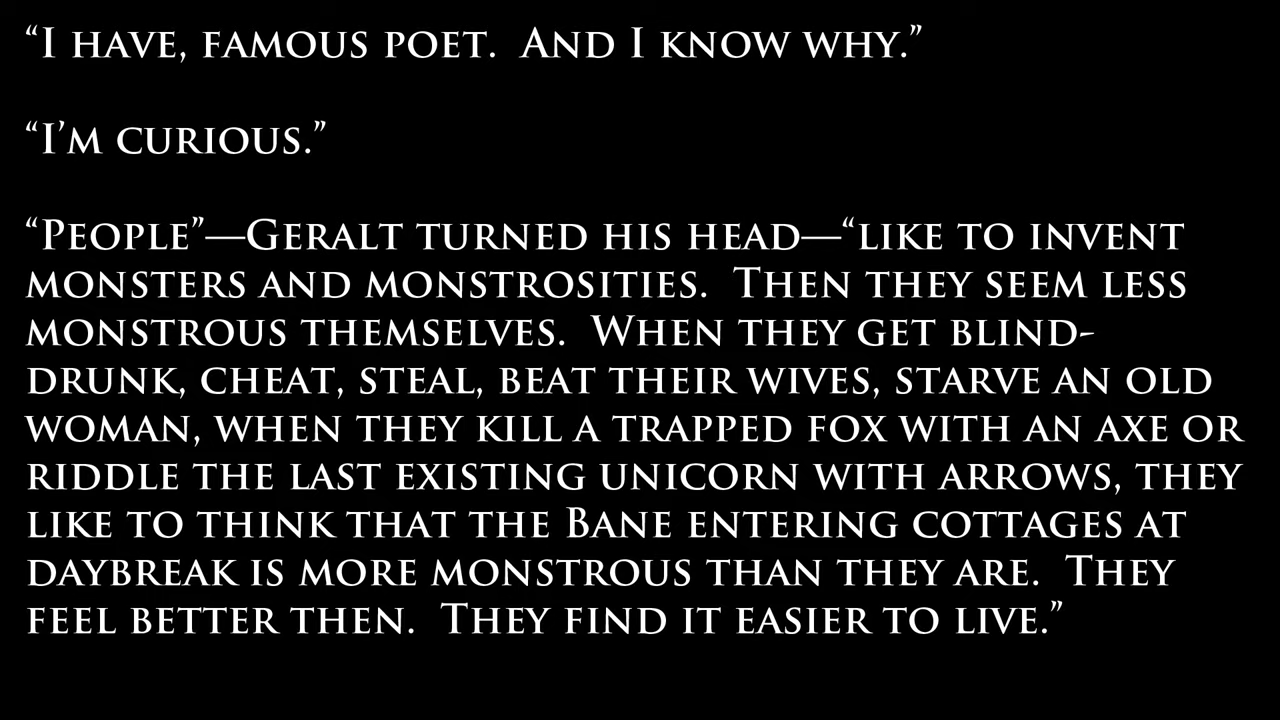 “I have, famous poet.  And I know why.”
“I’m curious.”
“People”—Geralt turned his head—“like to invent
monsters and monstrosities.  Then they seem less
monstrous themselves.  When they get blind-
drunk, cheat, steal, beat their wives, starve an old
woman, when they kill a trapped fox with an axe or
riddle the last existing unicorn with arrows, they
like to think that the Bane entering cottages at
daybreak is more monstrous than they are.  They
feel better then.  They find it easier to live.”